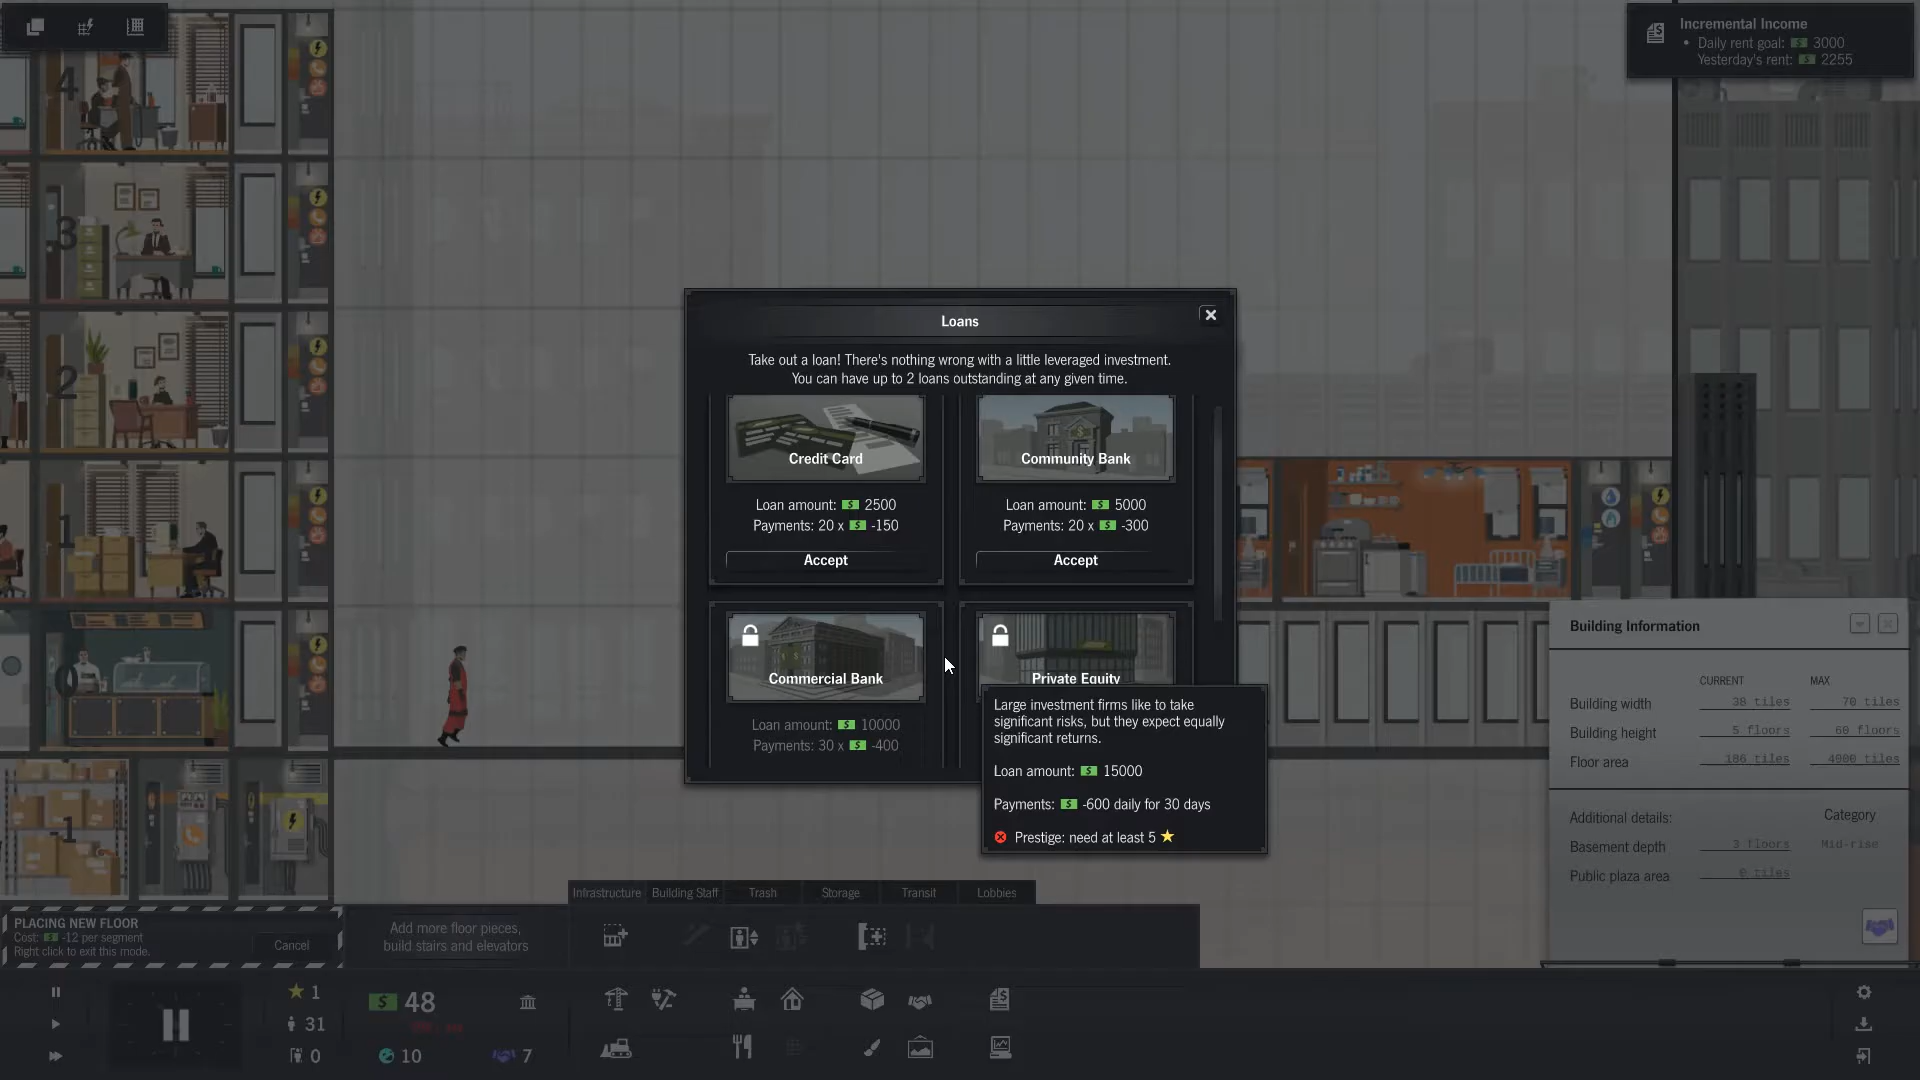 Incremental Income
• Daily rent goal: $ 3000
Yesterday's rent: $ 2255
4
3
2
1
-1
Loans
Take out a loan! There's nothing wrong with a little leveraged investment.
You can have up to 2 loans outstanding at any given time.
Credit Card
Loan amount: $ 2500
Payments: 20 x $ -150
Accept
Community Bank
Loan amount: $ 5000
Payments: 20 x $ -300
Accept
Commercial Bank
Loan amount: $ 10000
Payments: 30 x $ -400
Private Equity
Large investment firms like to take
significant risks, but they expect equally
significant returns.
Loan amount: $ 15000
Payments: $ -600 daily for 30 days
Prestige: need at least 5
Building Information
CURRENT MAX
Building width 38 tiles 70 tiles
Building height 5 floors 60 floors
Floor area 186 tiles 4000 tiles
Additional details: Category
Basement depth 3 floors Mid-rise
Public plaza area 0 tiles
Infrastructure Building Staff Trash Storage Transit Lobbies
PLACING NEW FLOOR
Cost: $ -12 per segment
Right click to exit this mode.
Cancel
Add more floor pieces,
build stairs and elevators
1
31
0
$ 48
10
7